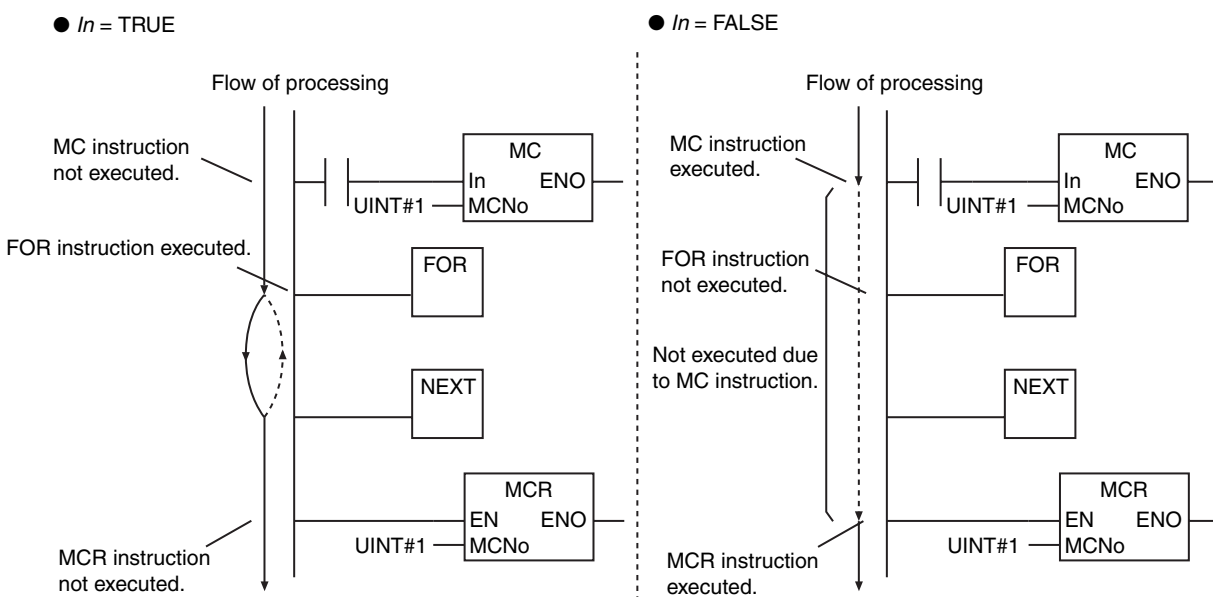 ● In = TRUE
Flow of processing
MC instruction
not executed.
MC
In ENO
UINT#1 MCNo
FOR instruction executed.
FOR
NEXT
MCR
EN ENO
UINT#1 MCNo
MCR instruction
not executed.
● In = FALSE
Flow of processing
MC instruction
executed.
MC
In ENO
UINT#1 MCNo
FOR instruction
not executed.
FOR
Not executed due
to MC instruction.
NEXT
MCR
EN ENO
UINT#1 MCNo
MCR instruction
executed.